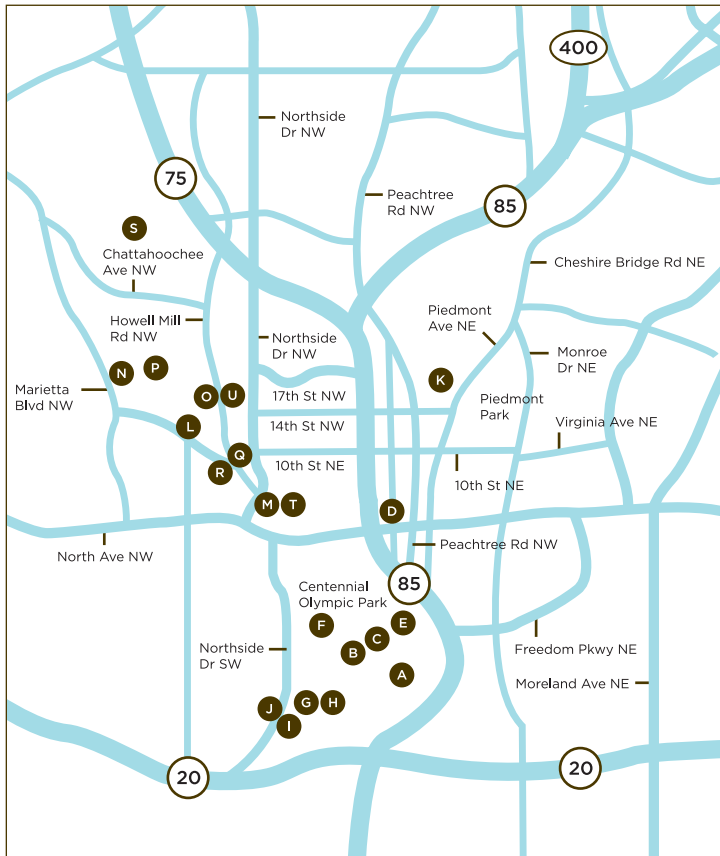 400
Northside
Dr NW
75
Peachtree
Rd NW
85
S
Chattahoochee
Ave NW
Cheshire Bridge Rd NE
Howell Mill
Rd NW
Northside
Dr NW
Piedmont
Ave NE
Monroe
Dr NE
N
P
K
Marietta
Blvd NW
O
U
17th St NW
Piedmont
Park
14th St NW
Virginia Ave NE
L
Q
R
10th St NE
10th St NE
M
T
D
North Ave NW
Peachtree Rd NW
85
Centennial
Olympic Park
F
E
C
B
Northside
Dr SW
Freedom Pkwy NE
A
Moreland Ave NE
J
G
H
I
20
20